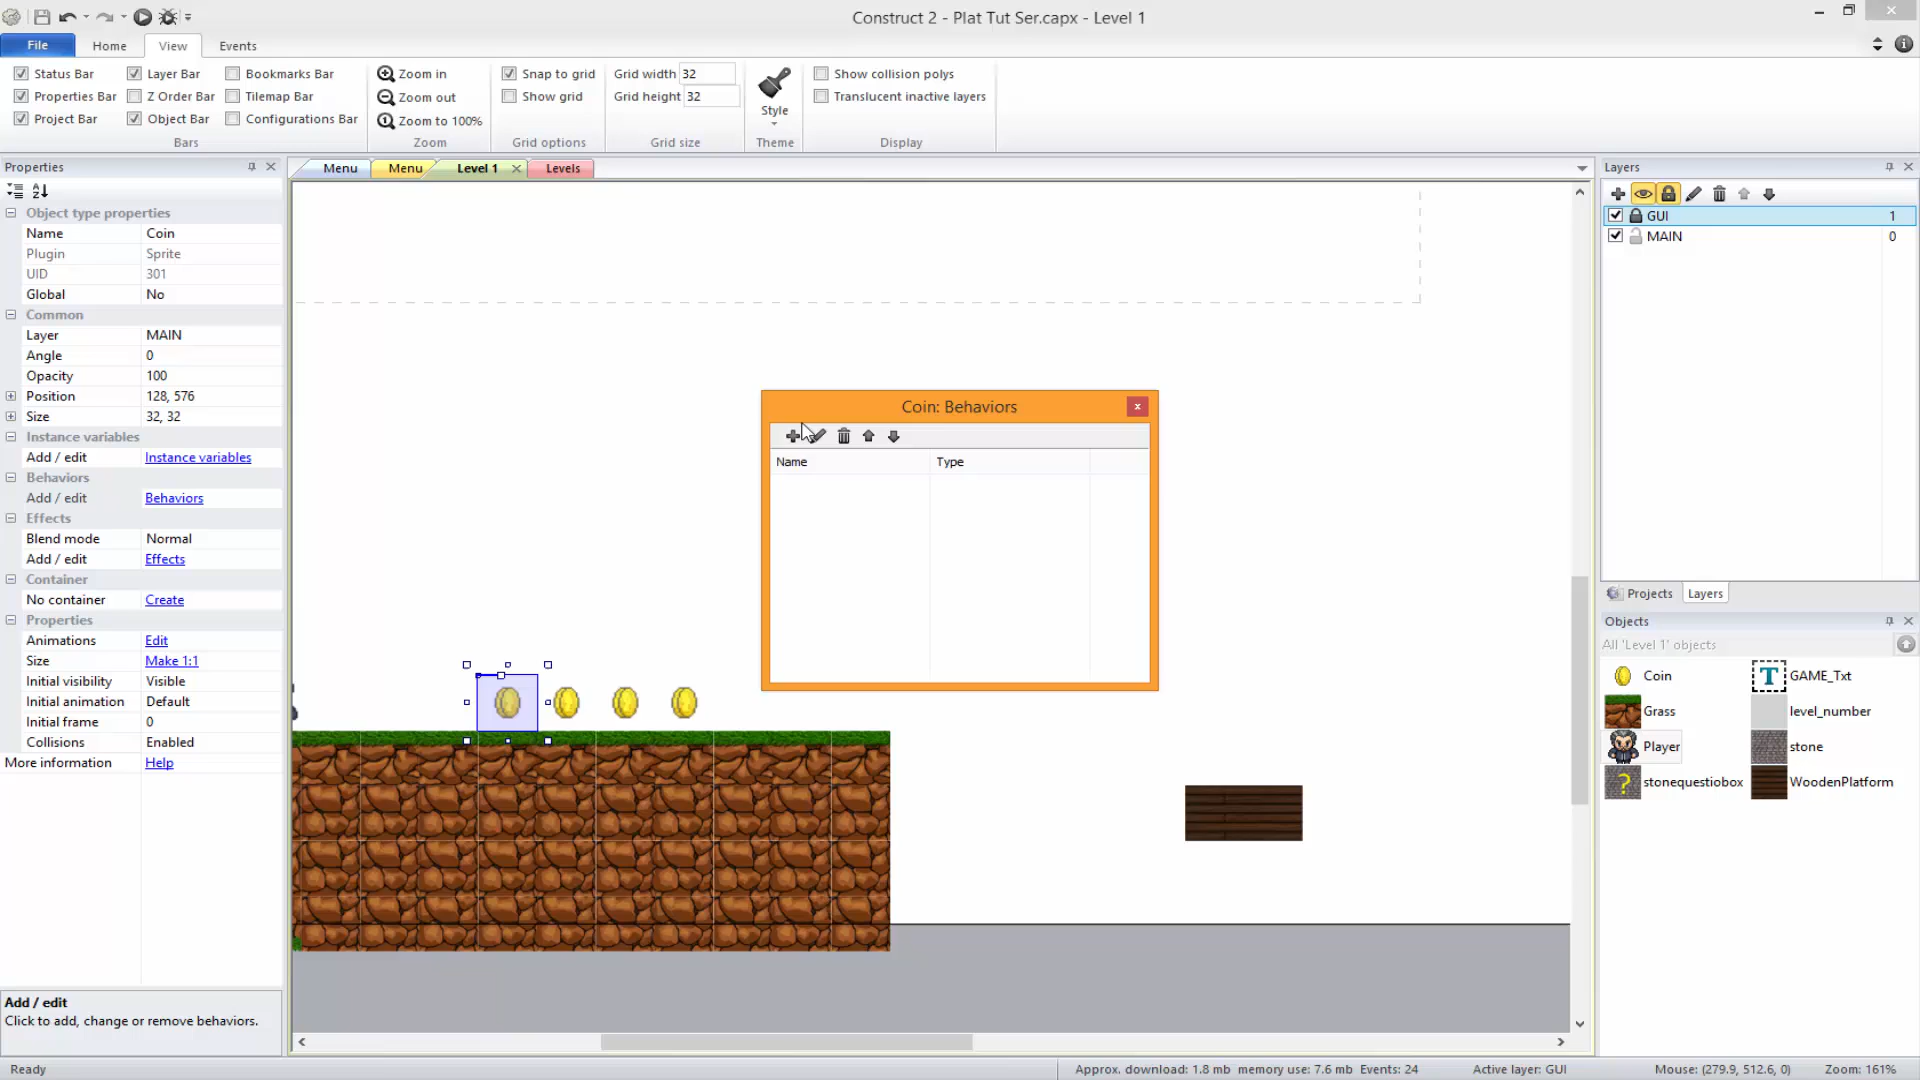 Construct 2 - Plat Tut Ser.capx - Level 1
File Home View Events
Status Bar Layer Bar Bookmarks Bar
Properties Bar Z Order Bar Tilemap Bar
Project Bar Object Bar Configurations Bar
Bars
Zoom in
Zoom out
Zoom to 100%
Zoom
Snap to grid
Show grid
Grid options
Grid width 32
Grid height 32
Grid size
Style
Theme
Show collision polys
Translucent inactive layers
Display
Properties
Object type properties
Name Coin
Plugin Sprite
UID 301
Global No
Common
Layer MAIN
Angle 0
Opacity 100
Position 128, 576
Size 32, 32
Instance variables
Add / edit Instance variables
Behaviors
Add / edit Behaviors
Effects
Blend mode Normal
Add / edit Effects
Container
No container Create
Properties
Animations Edit
Size Make 1:1
Initial visibility Visible
Initial animation Default
Initial frame 0
Collisions Enabled
More information Help
Add / edit
Click to add, change or remove behaviors.
Menu Menu Level 1 Levels
Coin: Behaviors
Name Type
Layers
GUI 1
MAIN 0
Projects Layers
Objects
All 'Level 1' objects
Coin GAME_Txt
Grass level_number
Player stone
stonequestiobox WoodenPlatform
Ready
Approx. download: 1.8 mb memory use: 7.6 mb Events: 24 Active layer: GUI Mouse: (279.9, 512.6, 0) Zoom: 161%